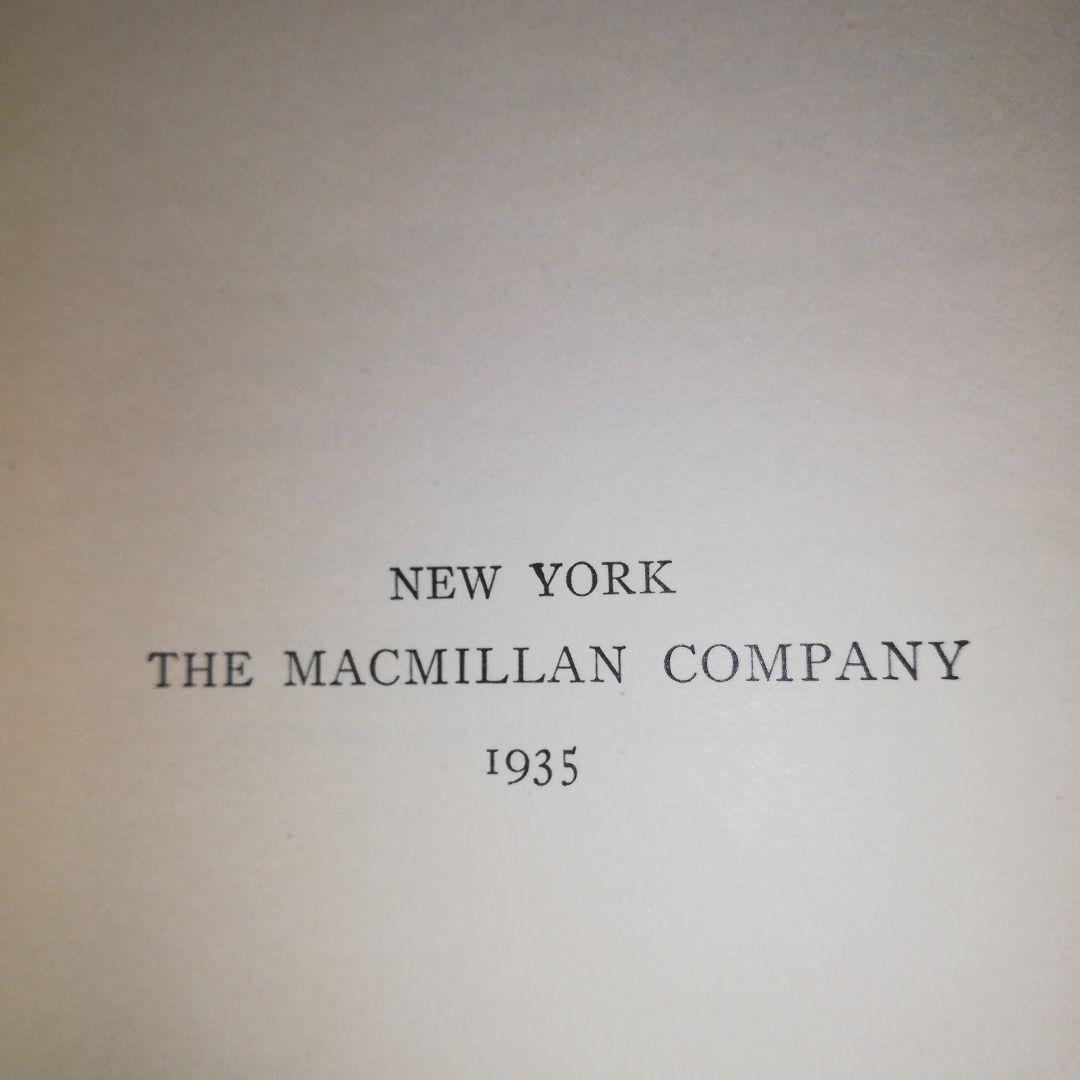 NEW YORK
THE MACMILLAN COMPANY
1935